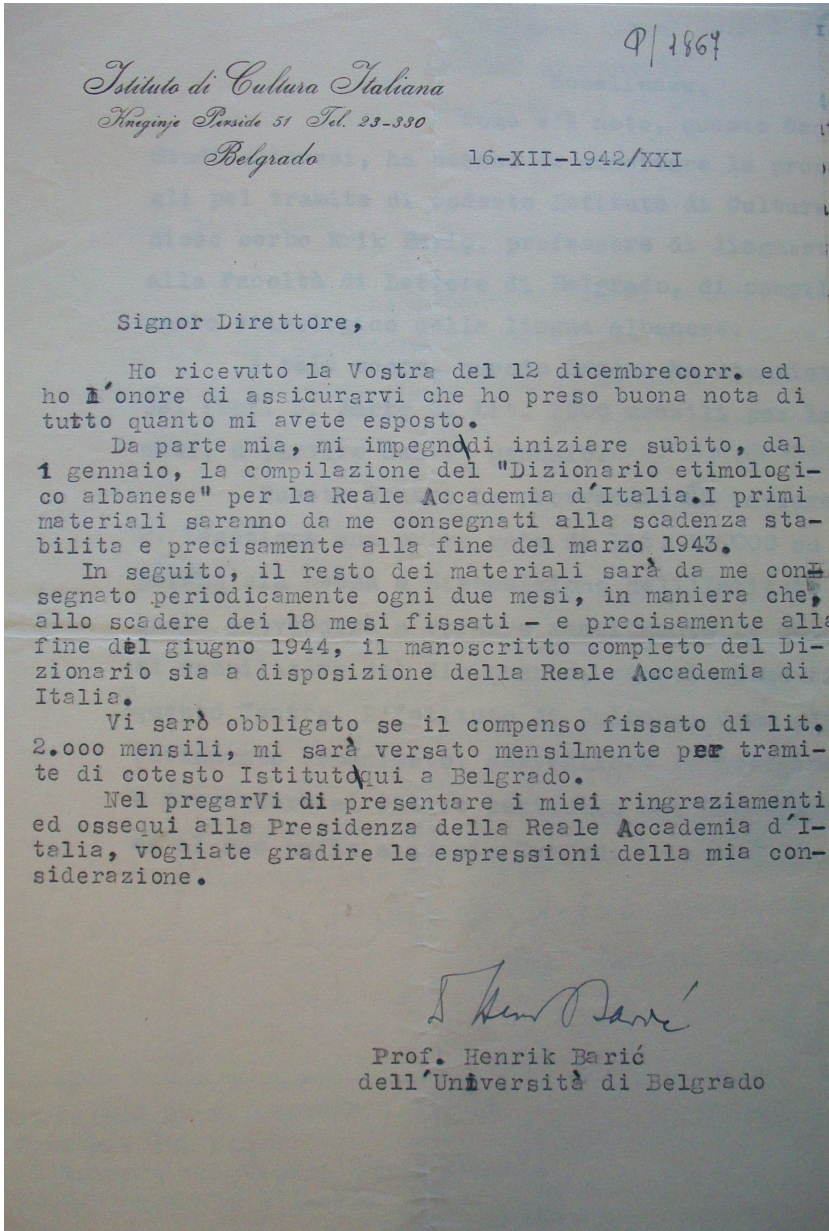 P/1867
Istituto di Cultura Italiana
Kneginje Perside 51 Tel. 23-330
Belgrado
16-XII-1942/XXI
Signor Direttore,
Ho ricevuto la Vostra del 12 dicembrecorr. ed
ho l'onore di assicurarvi che ho preso buona nota di
tutto quanto mi avete esposto.
Da parte mia, mi impegno\di iniziare subito, dal
1 gennaio, la compilazione del "Dizionario etimologi-
co albanese" per la Reale Accademia d'Italia.I primi
materiali saranno da me consegnati alla scadenza sta-
bilita e precisamente alla fine del marzo 1943.
In seguito, il resto dei materiali sarà da me con-
segnato periodicamente ogni due mesi, in maniera che,
allo scadere dei 18 mesi fissati - e precisamente alla
fine del giugno 1944, il manoscritto completo del Di-
zionario sia a disposizione della Reale Accademia di
Italia.
Vi sarò obbligato se il compenso fissato di lit.
2.000 mensili, mi sarà versato mensilmente per trami-
te di cotesto Istituto\qui a Belgrado.
Nel pregarVi di presentare i miei ringraziamenti
ed ossequi alla Presidenza della Reale Accademia d'I-
talia, vogliate gradire le espressioni della mia con-
siderazione.
Prof. Henrik Barić
dell'Università di Belgrado